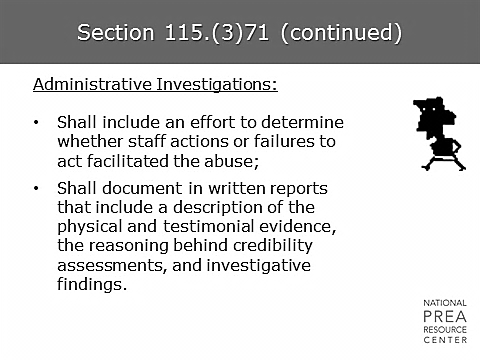 Section 115.(3)71 (continued)
Administrative Investigations:
• Shall include an effort to determine
whether staff actions or failures to
act facilitated the abuse;
• Shall document in written reports
that include a description of the
physical and testimonial evidence,
the reasoning behind credibility
assessments, and investigative
findings.
NATIONAL
PREA
RESOURCE
CENTER